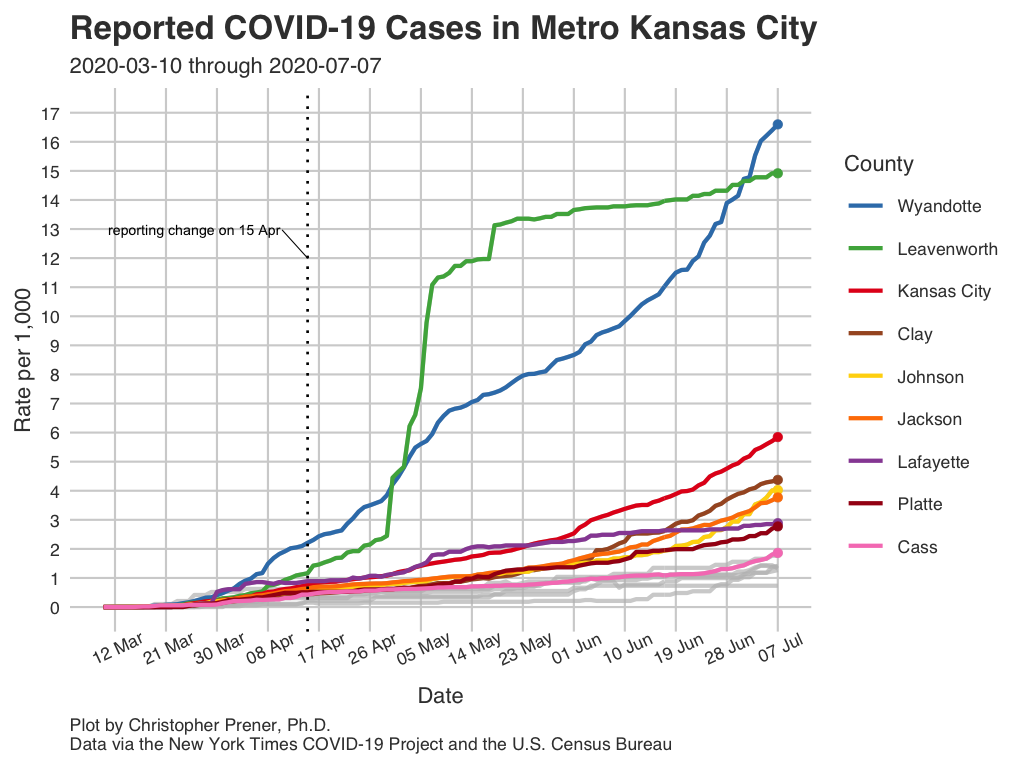 Reported COVID-19 Cases in Metro Kansas City
2020-03-10 through 2020-07-07
17
16
15
14
13
12
11
10
9
8
7
6
5
4
3
2
1
0
Rate per 1,000
reporting change on 15 Apr
12 Mar
21 Mar
30 Mar
08 Apr
17 Apr
26 Apr
05 May
14 May
23 May
01 Jun
10 Jun
19 Jun
28 Jun
07 Jul
Date
County
Wyandotte
Leavenworth
Kansas City
Clay
Johnson
Jackson
Lafayette
Platte
Cass
Plot by Christopher Prener, Ph.D.
Data via the New York Times COVID-19 Project and the U.S. Census Bureau